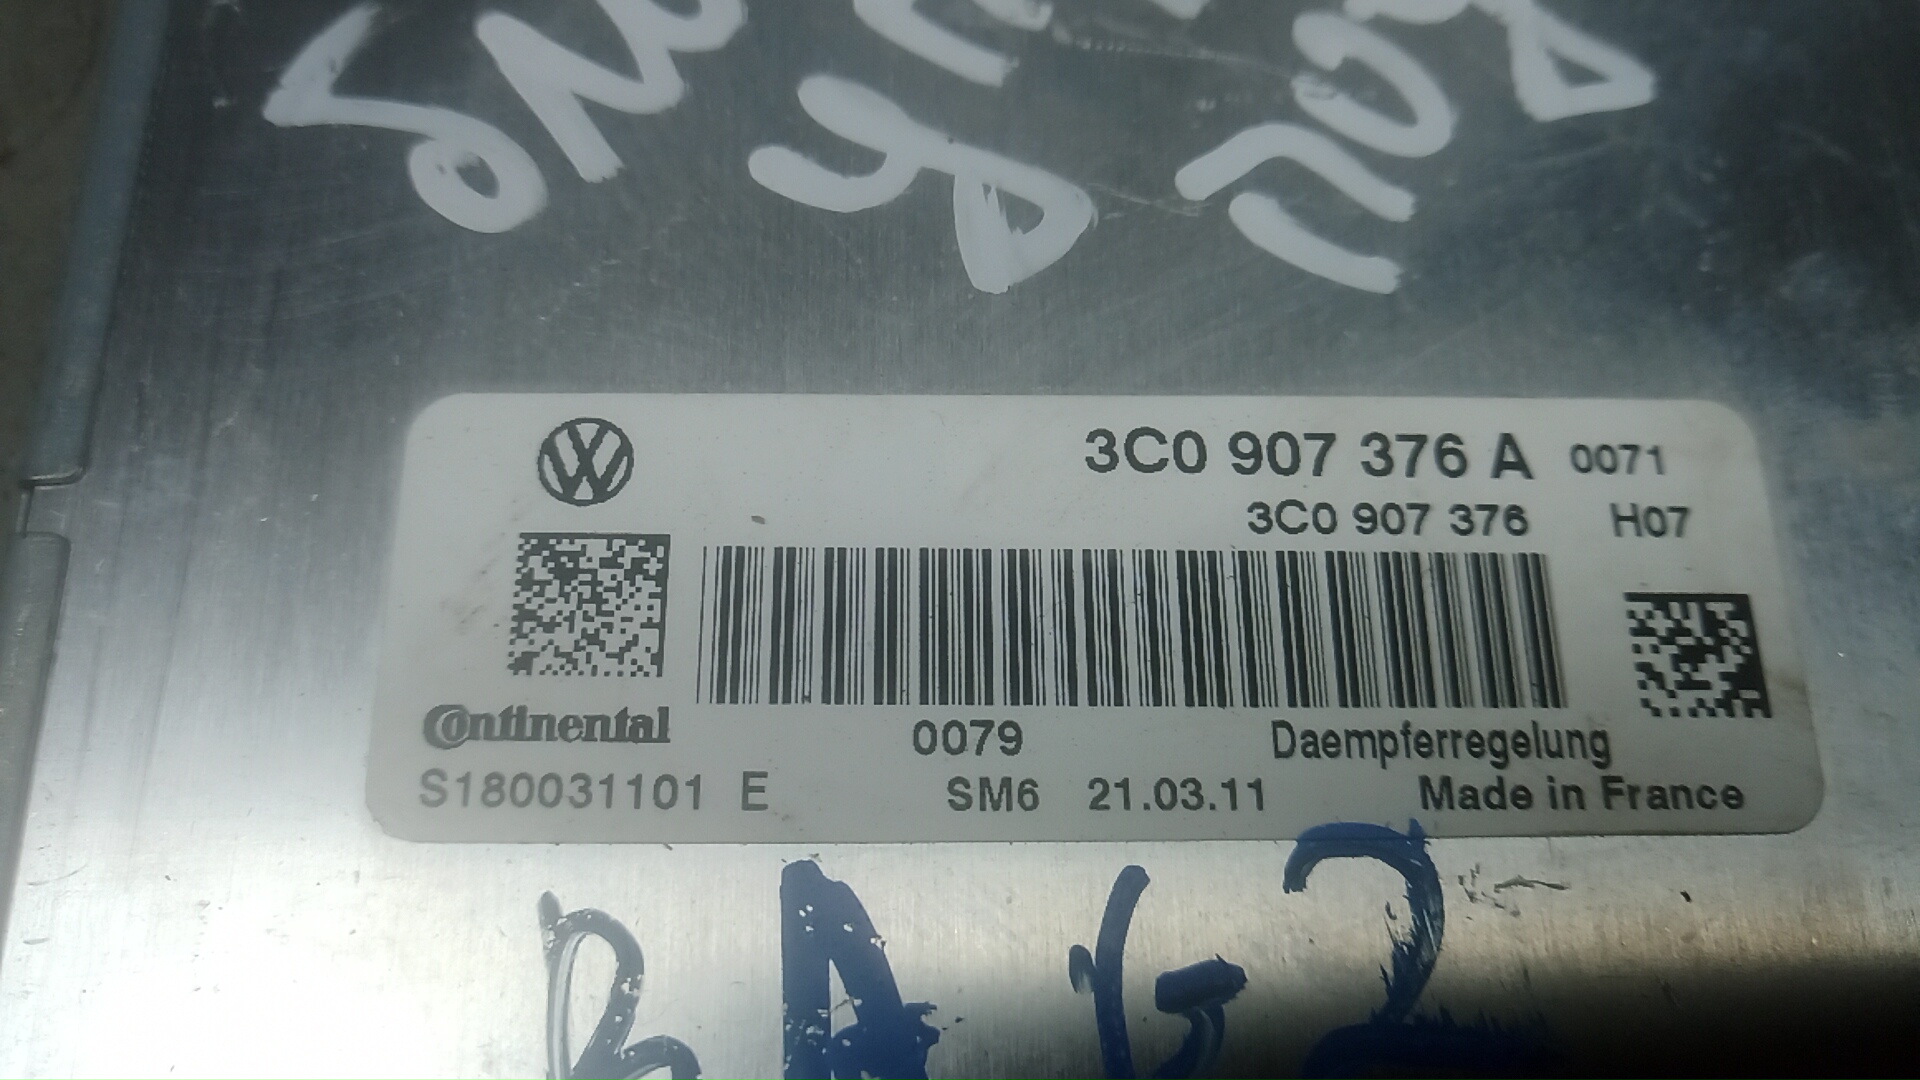 3C0 907 376 A 0071
3C0 907 376 H07
Continental 0079 Daempferregelung
S180031101 E SM6 21.03.11 Made in France